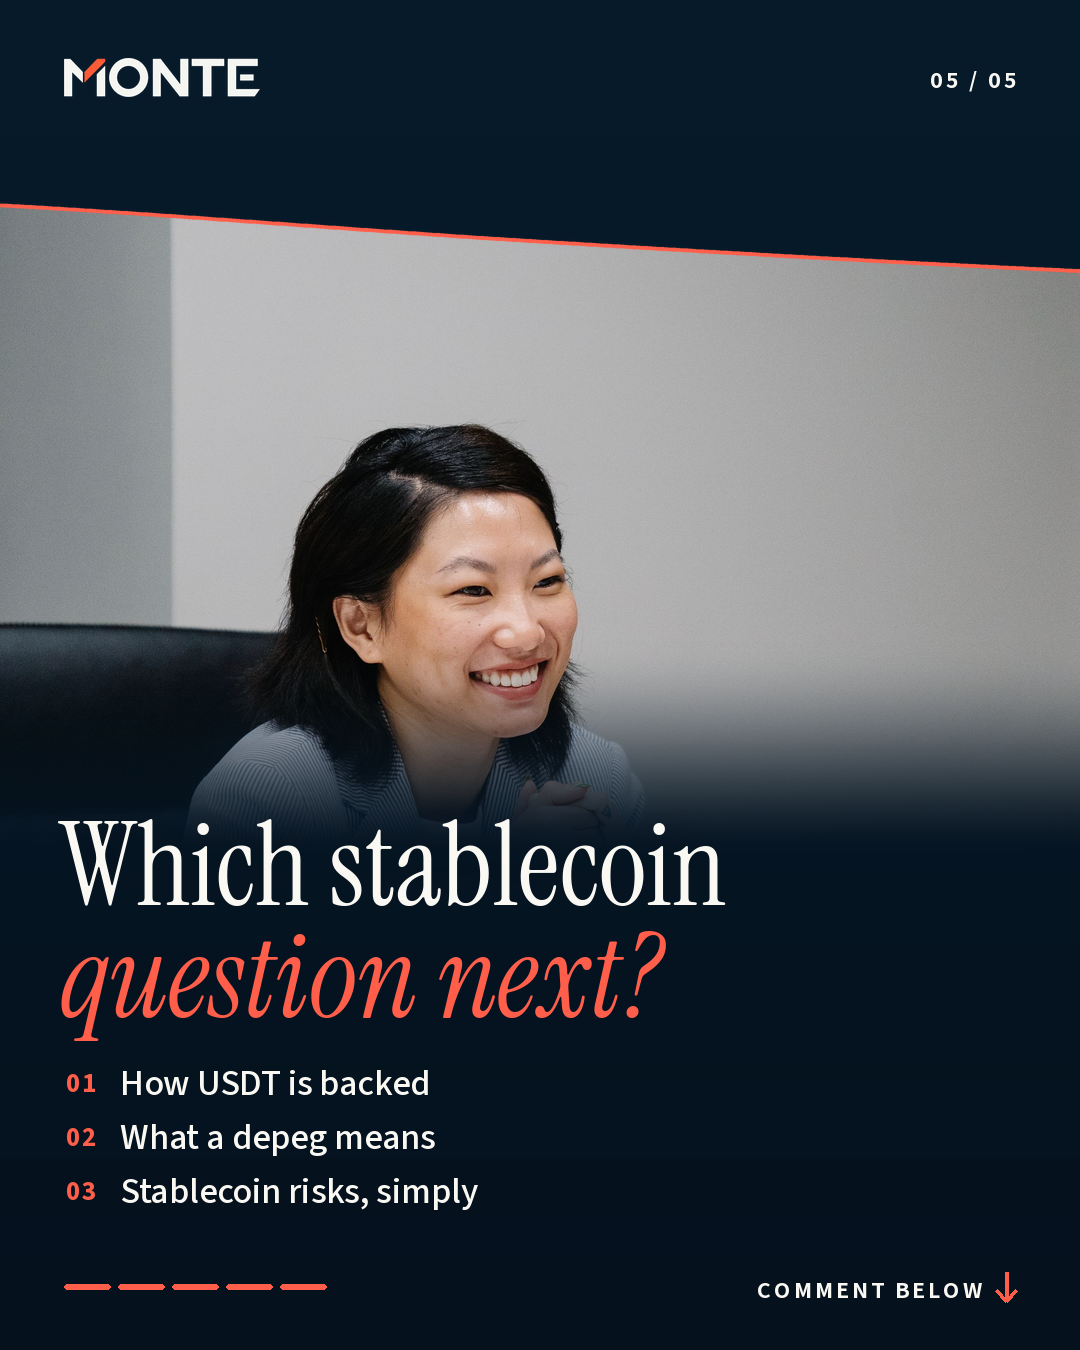 MONTE
05 / 05
Which stablecoin
question next?
01 How USDT is backed
02 What a depeg means
03 Stablecoin risks, simply
COMMENT BELOW